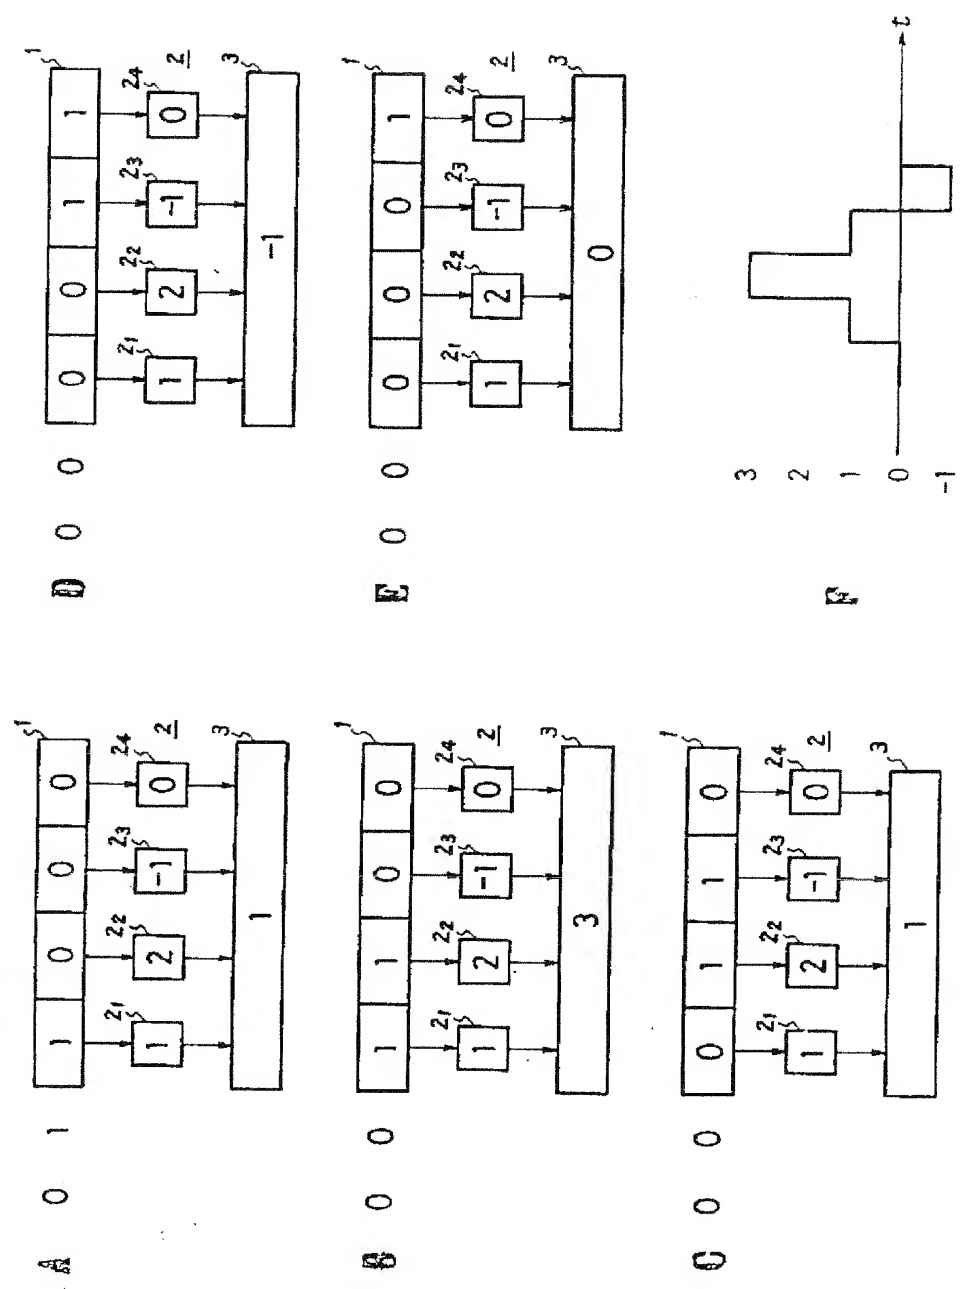 A 0 1 1 0 0 0 1
2₁ 2₂ 2₃ 2₄ 2
1 2 -1 0
1 3
B 0 0 1 1 0 0 1
2₁ 2₂ 2₃ 2₄ 2
1 2 -1 0
3 3
C 0 0 0 1 1 0 1
2₁ 2₂ 2₃ 2₄ 2
1 2 -1 0
1 3
D 0 0 0 0 1 1 1
2₁ 2₂ 2₃ 2₄ 2
1 2 -1 0
-1 3
E 0 0 0 0 0 1 1
2₁ 2₂ 2₃ 2₄ 2
1 2 -1 0
0 3
F
3
2
1
0 t
-1